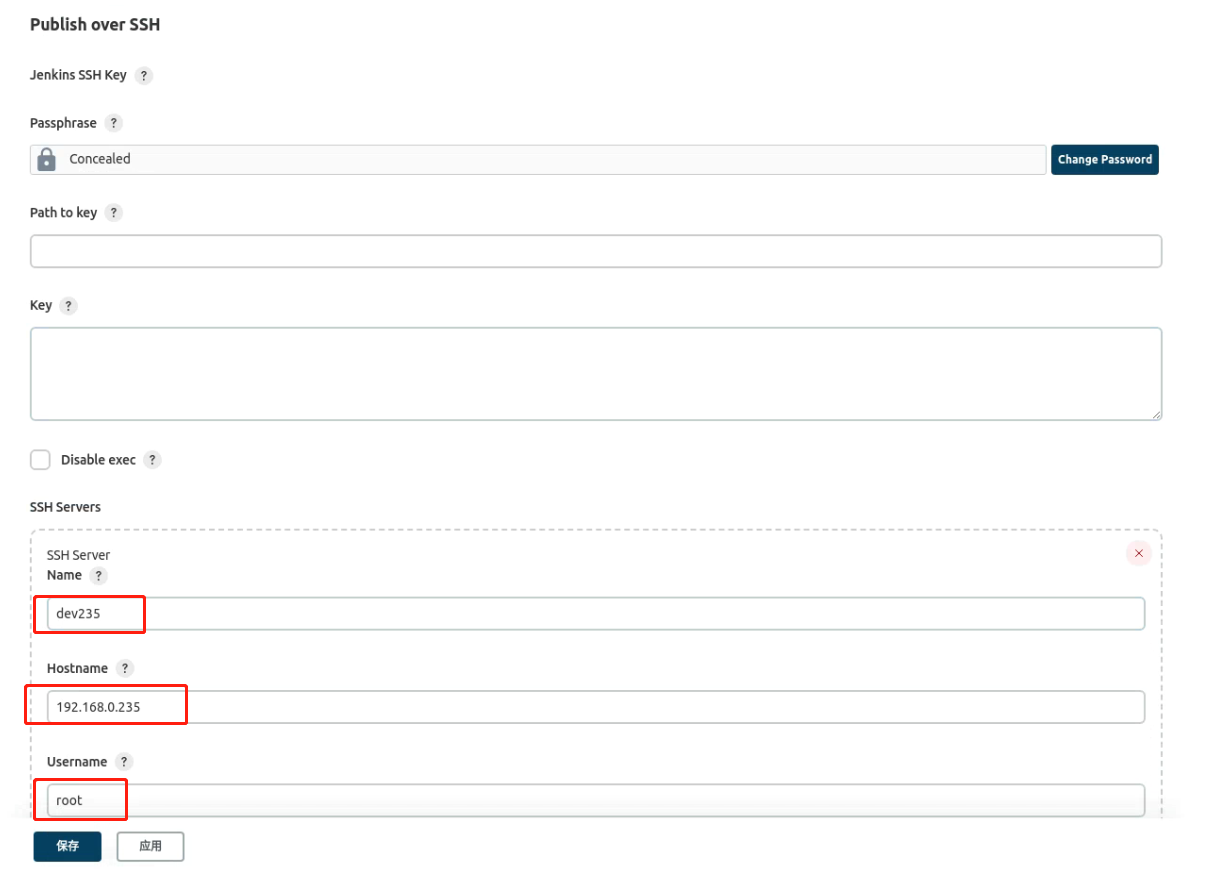 Publish over SSH
Jenkins SSH Key ?
Passphrase ?
Concealed
Change Password
Path to key ?
Key ?
Disable exec ?
SSH Servers
SSH Server
Name ?
dev235
Hostname ?
192.168.0.235
Username ?
root
保存 应用